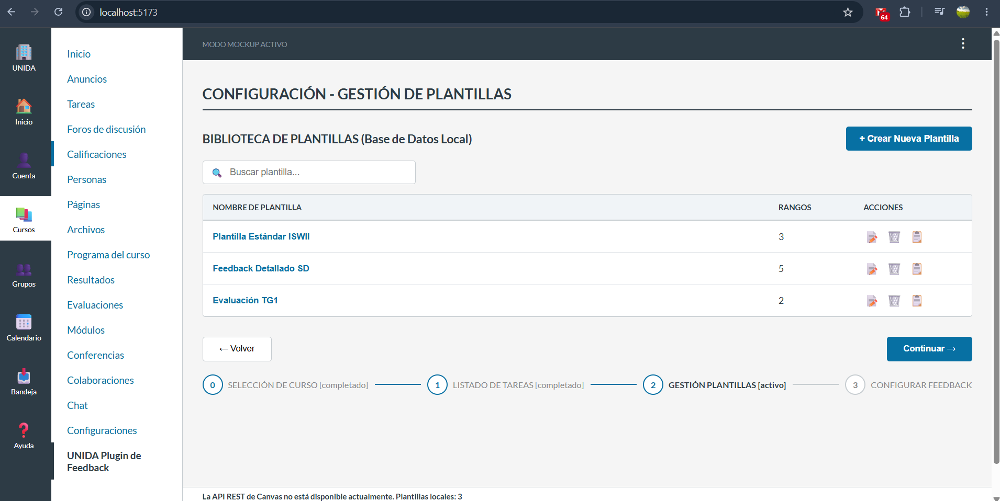 localhost:5173
64
MODO MOCKUP ACTIVO
UNIDA
Inicio
Cuenta
Cursos
Grupos
Calendario
Bandeja
Ayuda
Inicio
Anuncios
Tareas
Foros de discusión
Calificaciones
Personas
Páginas
Archivos
Programa del curso
Resultados
Evaluaciones
Módulos
Conferencias
Colaboraciones
Chat
Configuraciones
UNIDA Plugin de
Feedback
CONFIGURACIÓN - GESTIÓN DE PLANTILLAS
BIBLIOTECA DE PLANTILLAS (Base de Datos Local)
+ Crear Nueva Plantilla
Buscar plantilla...
NOMBRE DE PLANTILLA RANGOS ACCIONES
Plantilla Estándar ISWII 3
Feedback Detallado SD 5
Evaluación TG1 2
← Volver
Continuar →
0 SELECCIÓN DE CURSO [completado] 1 LISTADO DE TAREAS [completado] 2 GESTIÓN PLANTILLAS [activo] 3 CONFIGURAR FEEDBACK
La API REST de Canvas no está disponible actualmente. Plantillas locales: 3